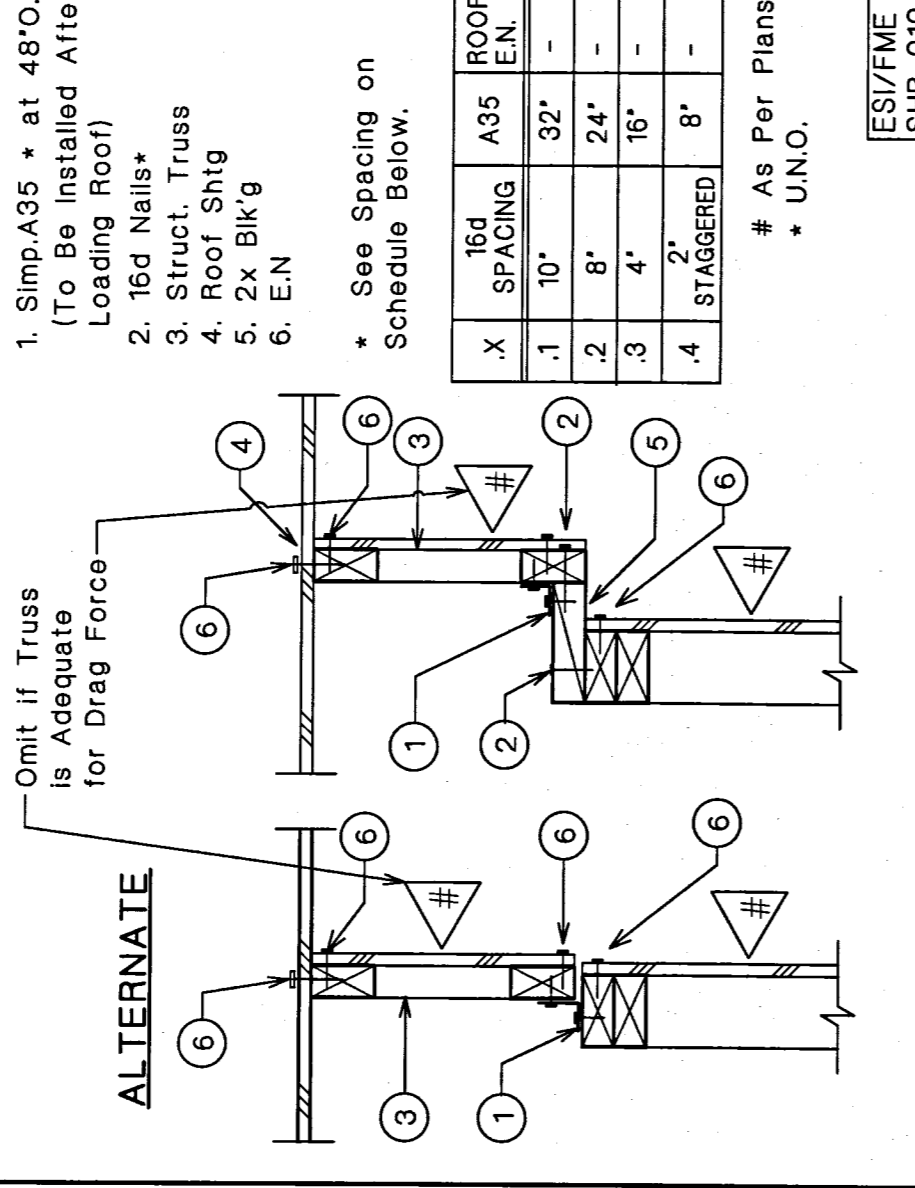 Omit if Truss
is Adequate
for Drag Force
ALTERNATE
6
6
4
6
6
3
6
6
3
2
1
1
2
5
6
6
#
#
#
#
1. Simp.A35 * at 48"O.
(To Be Installed Afte
Loading Roof)
2. 16d Nails*
3. Struct. Truss
4. Roof Shtg
5. 2x Blk'g
6. E.N
* See Spacing on
Schedule Below.
.X 16d SPACING A35 ROOF E.N.
.1 10" 32" -
.2 8" 24" -
.3 4" 16" -
.4 2" STAGGERED 8" -
# As Per Plans
* U.N.O.
ESI/FME